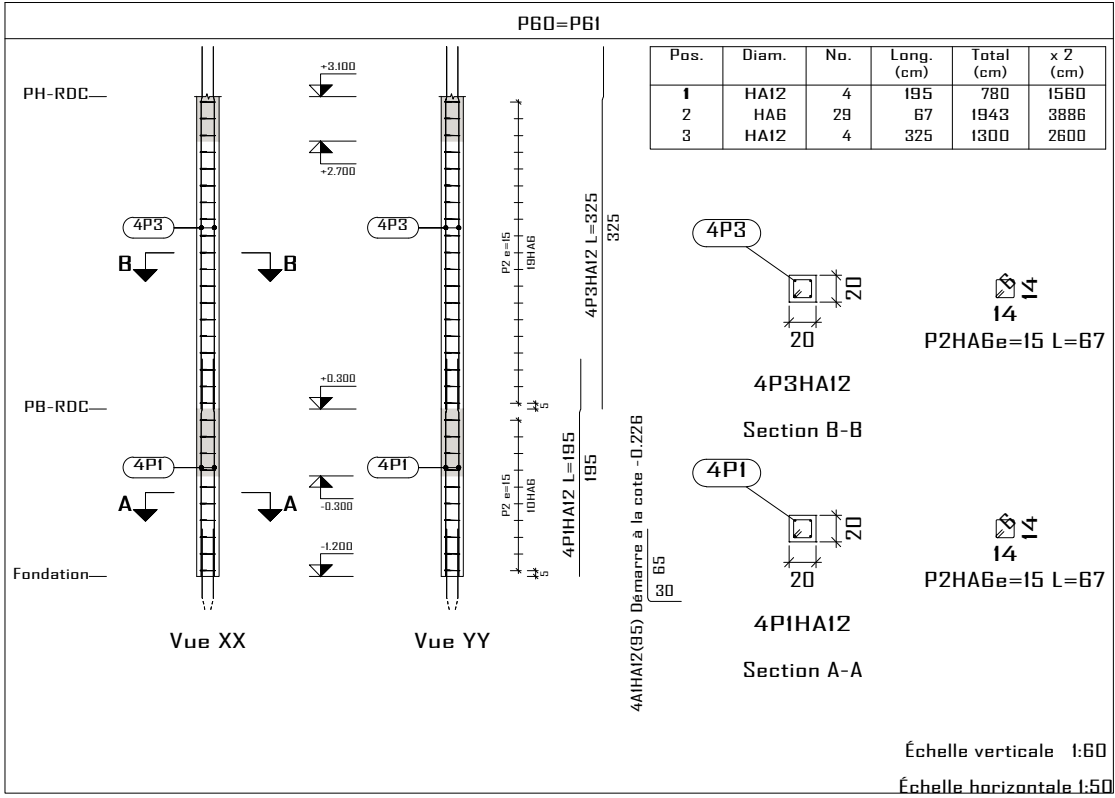 P60=P61
Pos. Diam. No. Long. (cm) Total (cm) x 2 (cm)
1 HA12 4 195 780 1560
2 HA6 29 67 1943 3886
3 HA12 4 325 1300 2600
PH-RDC
+3.100
+2.700
4P3
4P3
B B
P2 e=15
19HA6
4P3HA12 L=325
325
PB-RDC
+0.300
5
4P1
4P1
A A
-0.300
P2 e=15
10HA6
4P1HA12 L=195
195
Fondation
-1.200
5
4A1HA12(95) Démarre à la cote -0.226
65
30
Vue XX
Vue YY
4P3
20
20
4P3HA12
Section B-B
6
14
14
P2HA6e=15 L=67
4P1
20
20
4P1HA12
Section A-A
6
14
14
P2HA6e=15 L=67
Échelle verticale 1:60
Échelle horizontale 1:50